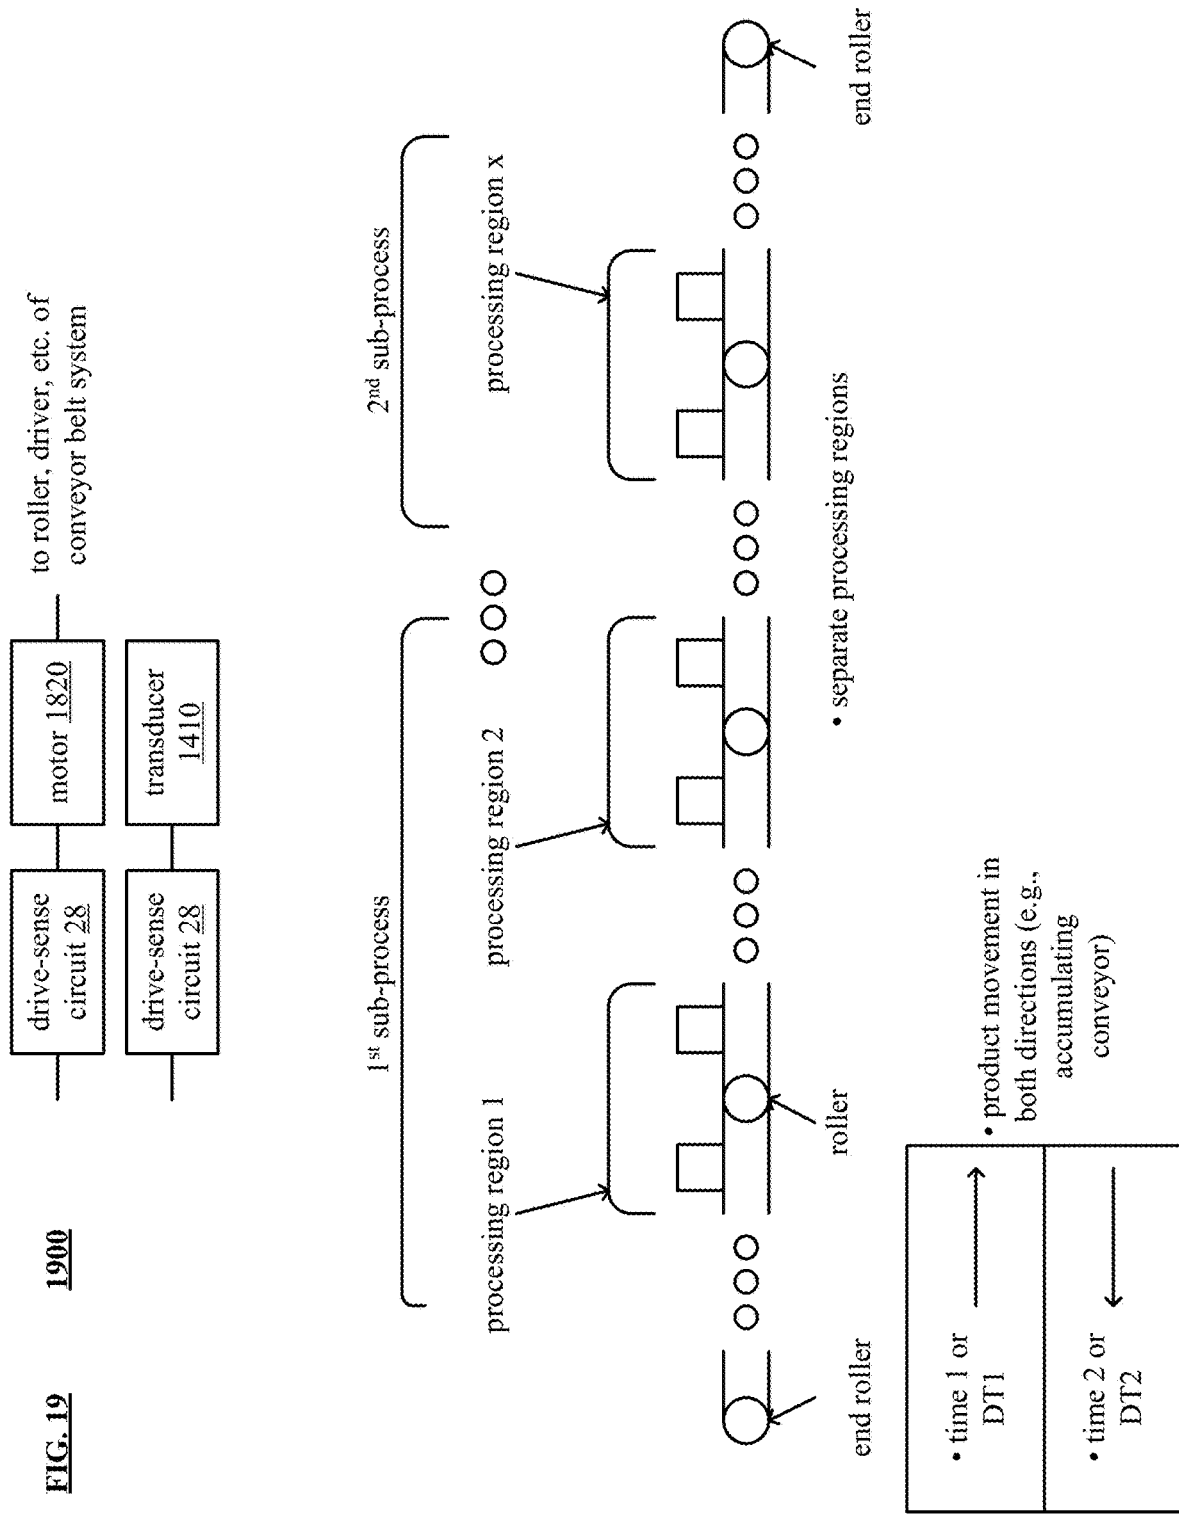 FIG. 19
1900
drive-sense
circuit 28
motor 1820
to roller, driver, etc. of
conveyor belt system
drive-sense
circuit 28
transducer
1410
1st sub-process
2nd sub-process
processing region 1
processing region 2
processing region x
end roller
roller
• separate processing regions
end roller
• time 1 or
DT1
• time 2 or
DT2
• product movement in
both directions (e.g.,
accumulating
conveyor)